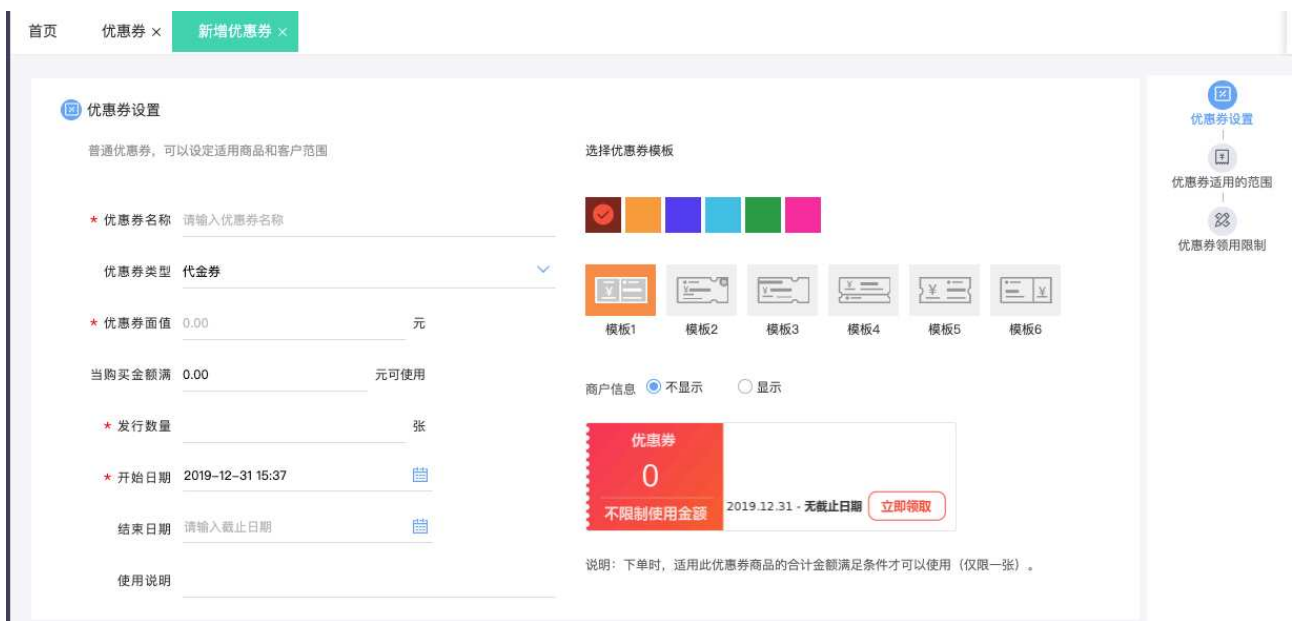 首页 优惠券 × 新增优惠券 ×
优惠券设置
普通优惠券，可以设定适用商品和客户范围
* 优惠券名称 请输入优惠券名称
优惠券类型 代金券
* 优惠券面值 0.00 元
当购买金额满 0.00 元可使用
* 发行数量 张
* 开始日期 2019-12-31 15:37
结束日期 请输入截止日期
使用说明
选择优惠券模板
模板1 模板2 模板3 模板4 模板5 模板6
商户信息 不显示 显示
优惠券
0
不限制使用金额
2019.12.31 - 无截止日期 立即领取
说明：下单时，适用此优惠券商品的合计金额满足条件才可以使用（仅限一张）。
优惠券设置
优惠券适用的范围
优惠券领用限制